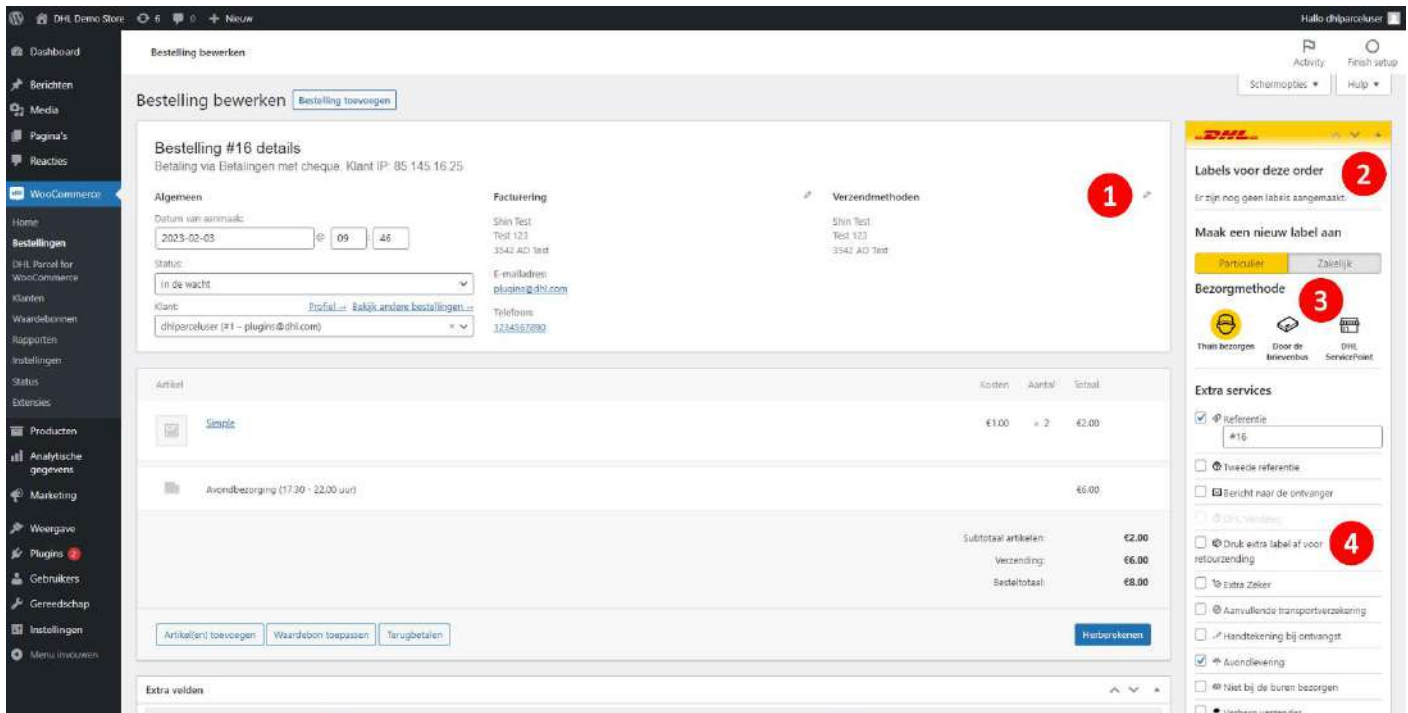 DHL Demo Store 6 0 + Nieuw
Hallo dhlparceluser
Dashboard
Berichten
Media
Pagina's
Reacties
WooCommerce
Home
Bestellingen
DHL Parcel for
WooCommerce
Klanten
Waardebonnen
Rapporten
Instellingen
Status
Extensies
Producten
Analytische
gegevens
Marketing
Weergave
Plugins 2
Gebruikers
Gereedschap
Instellingen
Menu invouwen
Bestelling bewerken
Activity
Finish setup
Schermopties
Hulp
Bestelling bewerken
Bestelling toevoegen
Bestelling #16 details
Betaling via Betalingen met cheque. Klant IP: 85.145.16.25
Algemeen
Datum van aanmaak:
2023-02-03 @ 09 : 46
Status:
In de wacht
Klant:
Profiel → Bekijk andere bestellingen →
dhlparceluser (#1 – plugins@dhl.com) ×
Facturering
Shin Test
Test 123
3542 AD Test
E-mailadres:
plugins@dhl.com
Telefoon:
1234567890
Verzendmethoden
1
Shin Test
Test 123
3542 AD Test
Artikel
Kosten Aantal Totaal
Simple
€1.00 × 2 €2.00
Avondbezorging (17.30 - 22.00 uur)
€6.00
Subtotaal artikelen: €2.00
Verzending: €6.00
Besteltotaal: €8.00
Artikel(en) toevoegen
Waardebon toepassen
Terugbetalen
Herberekenen
Extra velden
DHL
Labels voor deze order
2
Er zijn nog geen labels aangemaakt.
Maak een nieuw label aan
Particulier
Zakelijk
Bezorgmethode
3
Thuis bezorgen
Door de
brievenbus
DHL
ServicePoint
Extra services
Referentie
#16
Tweede referentie
Bericht naar de ontvanger
Druk extra label af voor
retourzending
4
Extra Zeker
Aanvullende transportverzekering
Handtekening bij ontvangst
Avondlevering
Niet bij de buren bezorgen